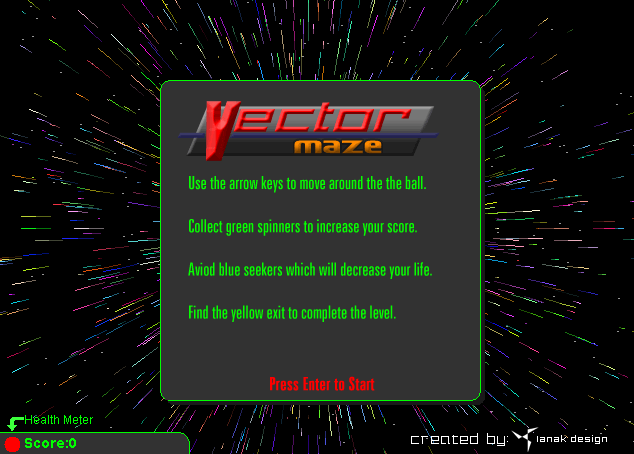 Vector
maze
Use the arrow keys to move around the the ball.
Collect green spinners to increase your score.
Aviod blue seekers which will decrease your life.
Find the yellow exit to complete the level.
Press Enter to Start
Health Meter
Score:0
created by: lanak design